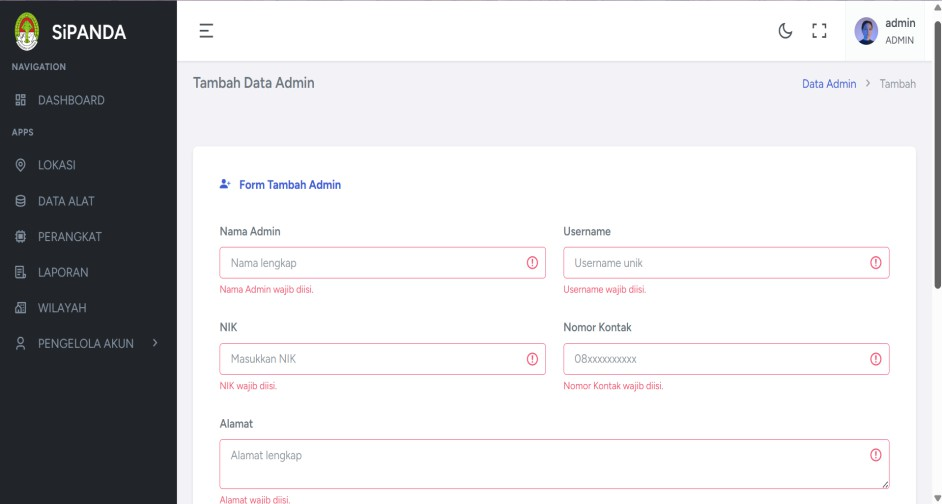 SiPANDA
admin
ADMIN
NAVIGATION
Tambah Data Admin
Data Admin > Tambah
DASHBOARD
APPS
LOKASI
DATA ALAT
PERANGKAT
LAPORAN
WILAYAH
PENGELOLA AKUN >
Form Tambah Admin
Nama Admin
Username
Nama lengkap
Username unik
Nama Admin wajib diisi.
Username wajib diisi.
NIK
Nomor Kontak
Masukkan NIK
08xxxxxxxxxx
NIK wajib diisi.
Nomor Kontak wajib diisi.
Alamat
Alamat lengkap
Alamat wajib diisi.